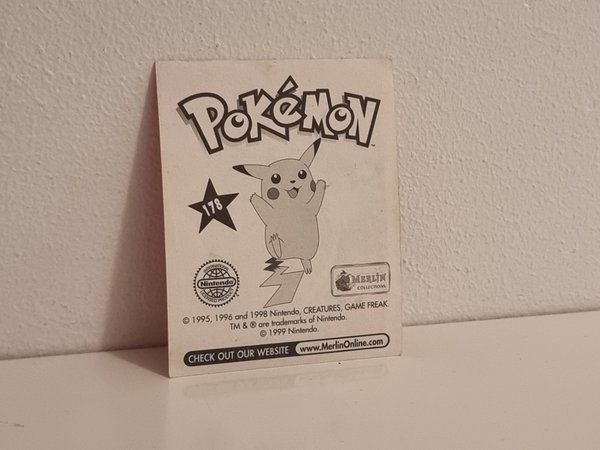 POKéMON
™
178
Nintendo
MERLIN
COLLECTIONS
© 1995, 1996 and 1998 Nintendo, CREATURES, GAME FREAK
TM & ® are trademarks of Nintendo.
© 1999 Nintendo.
CHECK OUT OUR WEBSITE www.MerlinOnline.com